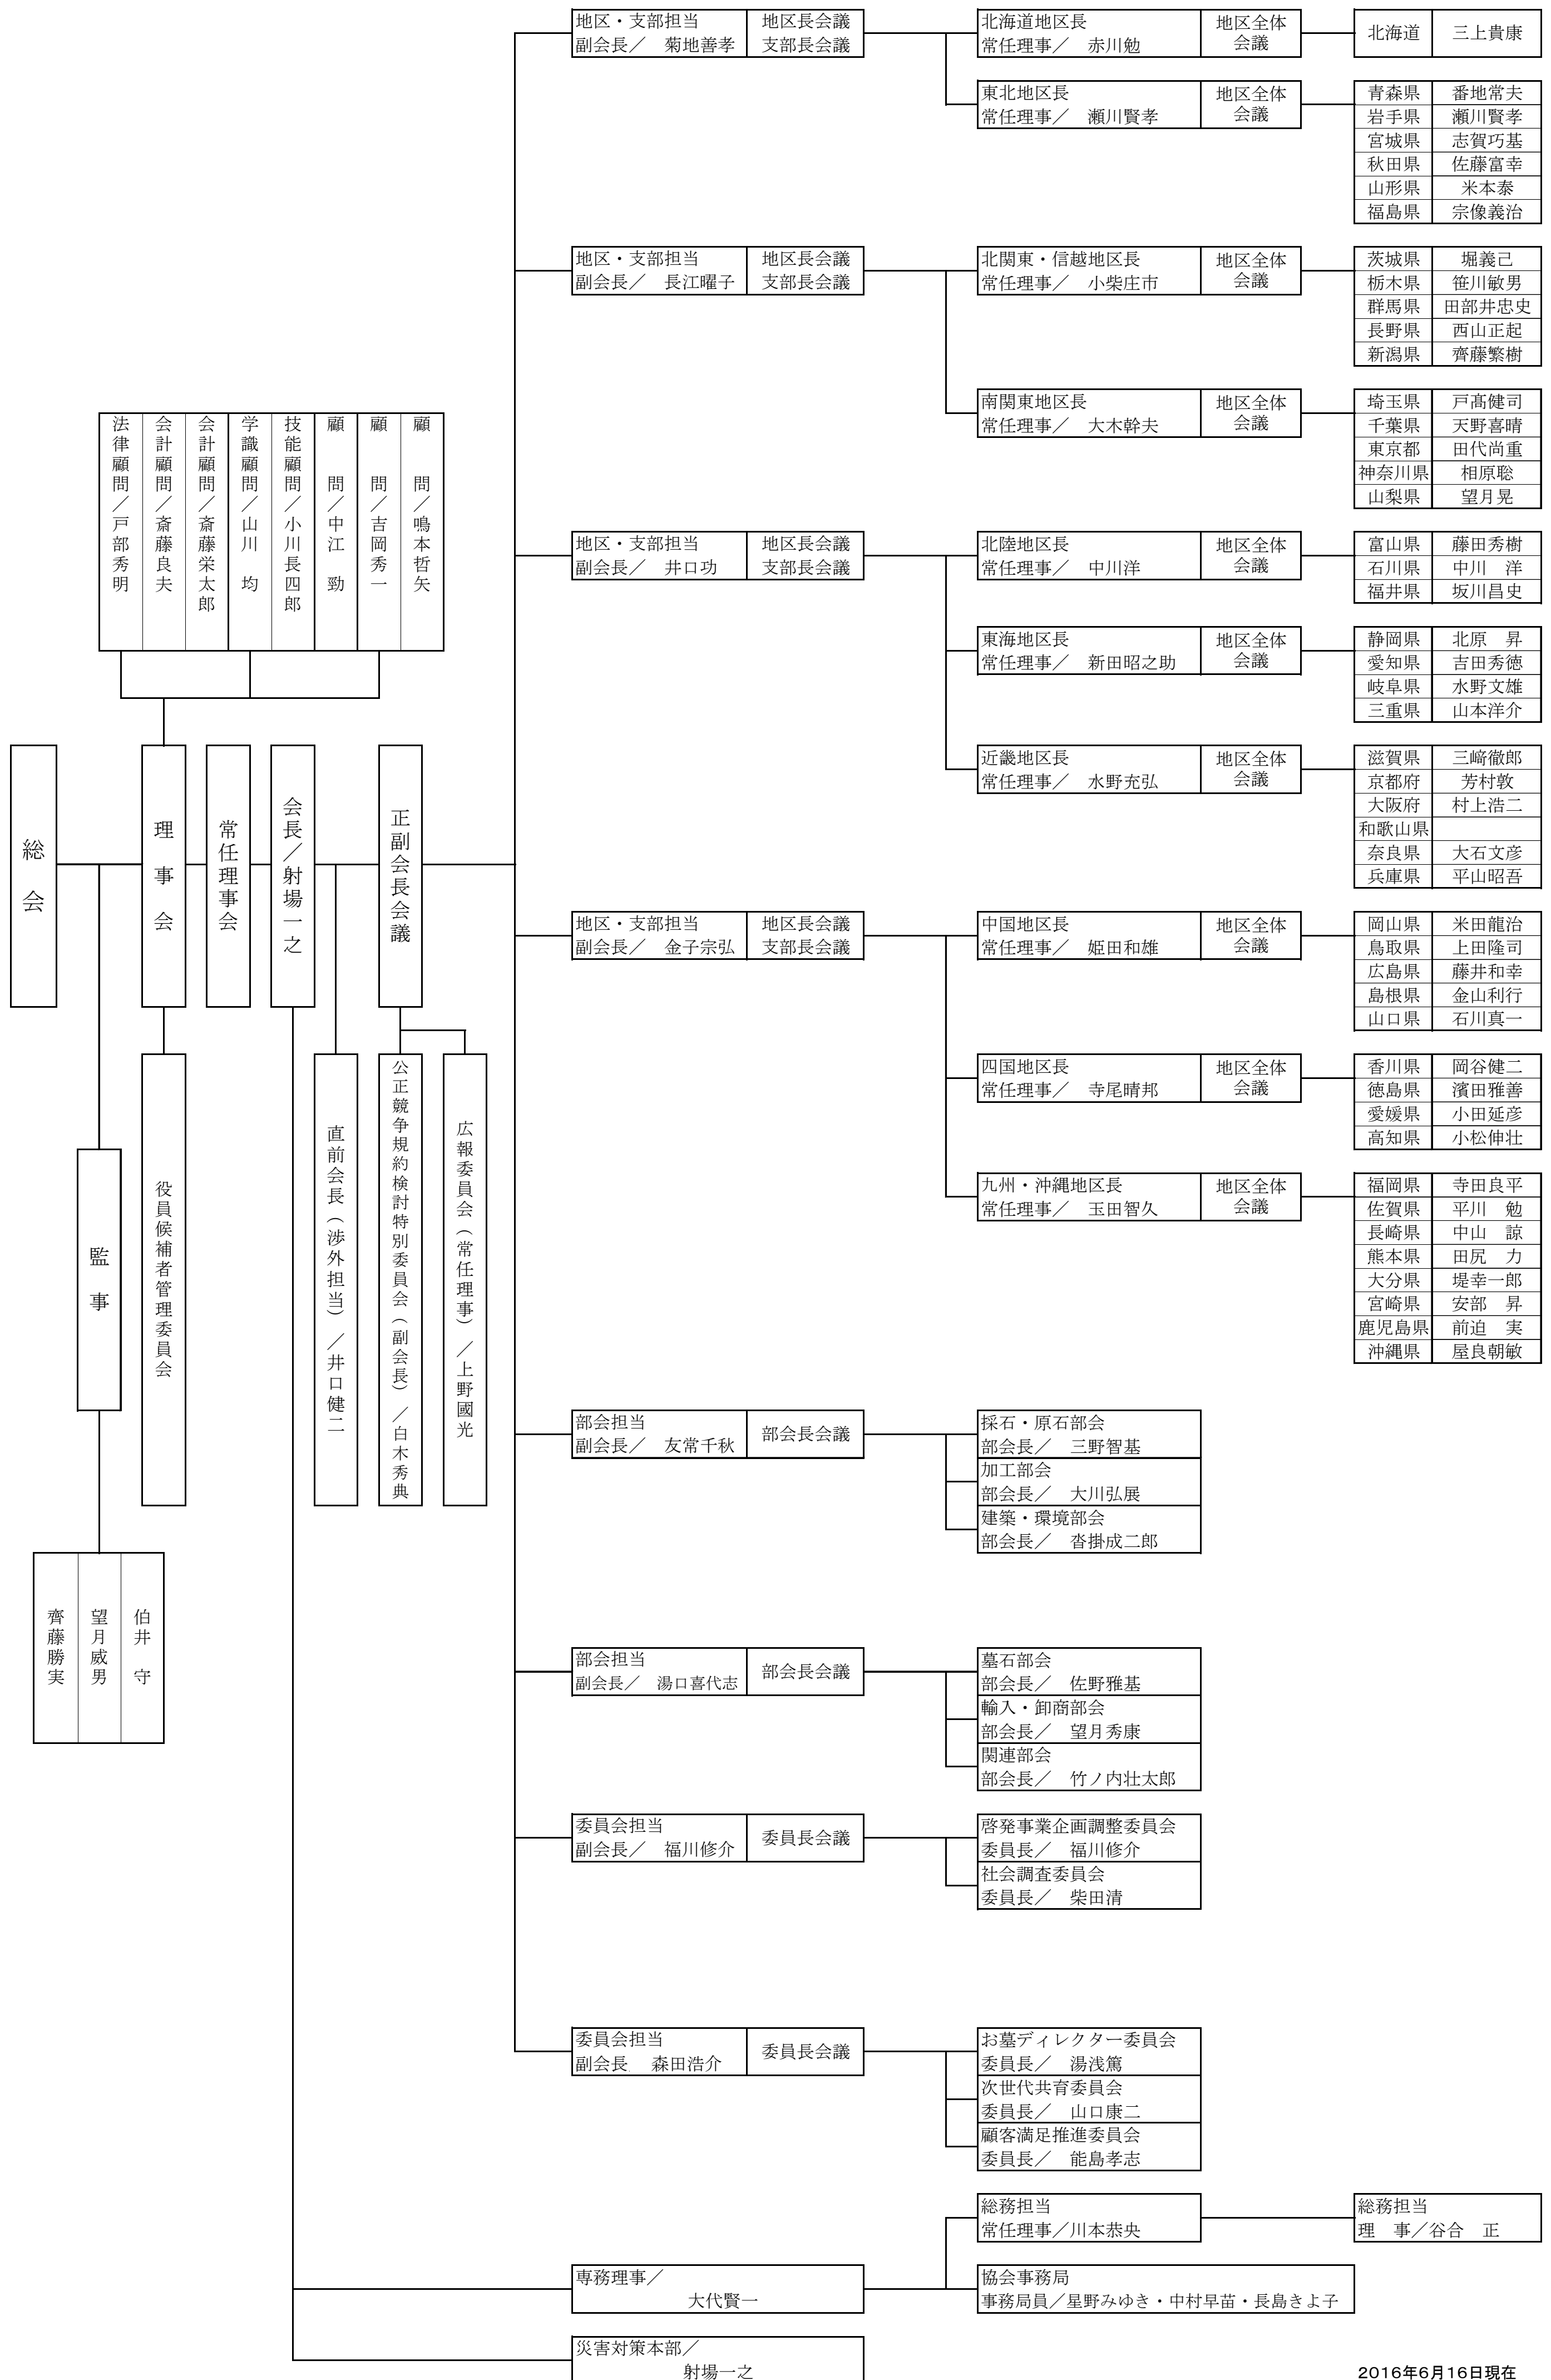 総会
理事会
常任理事会
会長／射場一之
正副会長会議
法律顧問／戸部秀明
会計顧問／斎藤良夫
会計顧問／斎藤栄太郎
学識顧問／山川　均
技能顧問／小川長四郎
顧　問／中江　勁
顧　問／吉岡秀一
顧　問／鳴本哲矢
監事
齊藤勝実
望月威男
伯井　守
役員候補者管理委員会
直前会長（渉外担当）／井口健二
公正競争規約検討特別委員会（副会長）／白木秀典
広報委員会（常任理事）／上野國光
地区・支部担当
副会長／　菊地善孝
地区長会議
支部長会議
北海道地区長
常任理事／　赤川勉
地区全体
会議
北海道　三上貴康
東北地区長
常任理事／　瀬川賢孝
地区全体
会議
青森県　番地常夫
岩手県　瀬川賢孝
宮城県　志賀巧基
秋田県　佐藤富幸
山形県　米本泰
福島県　宗像義治
地区・支部担当
副会長／　長江曜子
地区長会議
支部長会議
北関東・信越地区長
常任理事／　小柴庄市
地区全体
会議
茨城県　堀義己
栃木県　笹川敏男
群馬県　田部井忠史
長野県　西山正起
新潟県　齊藤繁樹
南関東地区長
常任理事／　大木幹夫
地区全体
会議
埼玉県　戸髙健司
千葉県　天野喜晴
東京都　田代尚重
神奈川県　相原聡
山梨県　望月晃
地区・支部担当
副会長／　井口功
地区長会議
支部長会議
北陸地区長
常任理事／　中川洋
地区全体
会議
富山県　藤田秀樹
石川県　中川　洋
福井県　坂川昌史
東海地区長
常任理事／　新田昭之助
地区全体
会議
静岡県　北原　昇
愛知県　吉田秀徳
岐阜県　水野文雄
三重県　山本洋介
近畿地区長
常任理事／　水野充弘
地区全体
会議
滋賀県　三﨑徹郎
京都府　芳村敦
大阪府　村上浩二
和歌山県
奈良県　大石文彦
兵庫県　平山昭吾
地区・支部担当
副会長／　金子宗弘
地区長会議
支部長会議
中国地区長
常任理事／　姫田和雄
地区全体
会議
岡山県　米田龍治
鳥取県　上田隆司
広島県　藤井和幸
島根県　金山利行
山口県　石川真一
四国地区長
常任理事／　寺尾晴邦
地区全体
会議
香川県　岡谷健二
徳島県　濱田雅善
愛媛県　小田延彦
高知県　小松伸壮
九州・沖縄地区長
常任理事／　玉田智久
地区全体
会議
福岡県　寺田良平
佐賀県　平川　勉
長崎県　中山　諒
熊本県　田尻　力
大分県　堤幸一郎
宮崎県　安部　昇
鹿児島県　前迫　実
沖縄県　屋良朝敏
部会担当
副会長／　友常千秋
部会長会議
採石・原石部会
部会長／　三野智基
加工部会
部会長／　大川弘展
建築・環境部会
部会長／　沓掛成二郎
部会担当
副会長／　湯口喜代志
部会長会議
墓石部会
部会長／　佐野雅基
輸入・卸商部会
部会長／　望月秀康
関連部会
部会長／　竹ノ内壮太郎
委員会担当
副会長／　福川修介
委員長会議
啓発事業企画調整委員会
委員長／　福川修介
社会調査委員会
委員長／　柴田清
委員会担当
副会長　森田浩介
委員長会議
お墓ディレクター委員会
委員長／　湯浅篤
次世代共育委員会
委員長／　山口康二
顧客満足推進委員会
委員長／　能島孝志
総務担当
常任理事／川本恭央
総務担当
理　事／谷合　正
専務理事／
大代賢一
協会事務局
事務局員／星野みゆき・中村早苗・長島きよ子
災害対策本部／
射場一之
2016年6月16日現在